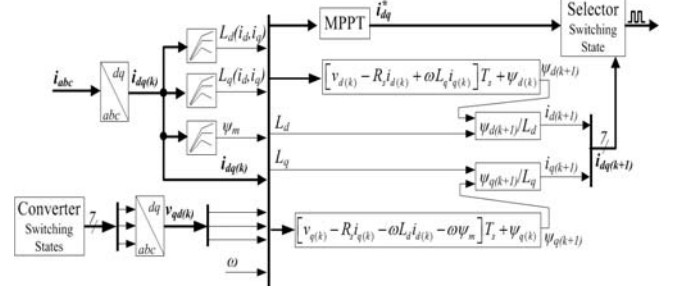 MPPT
i*dq
Selector
Switching
State
Ld(id,iq)
iabc
dq
abc
idq(k)
Lq(id,iq)
[vd(k) − Rsid(k) + ωLqiq(k)]Ts + ψd(k)
ψd(k+1)
ψm
Ld
ψd(k+1)/Ld
id(k+1)
idq(k)
Lq
ψq(k+1)/Lq
iq(k+1)
7
idq(k+1)
Converter
Switching
States
7
dq
abc
vqd(k)
[vq(k) − Rsiq(k) − ωLdid(k) − ωψm]Ts + ψq(k)
ψq(k+1)
ω